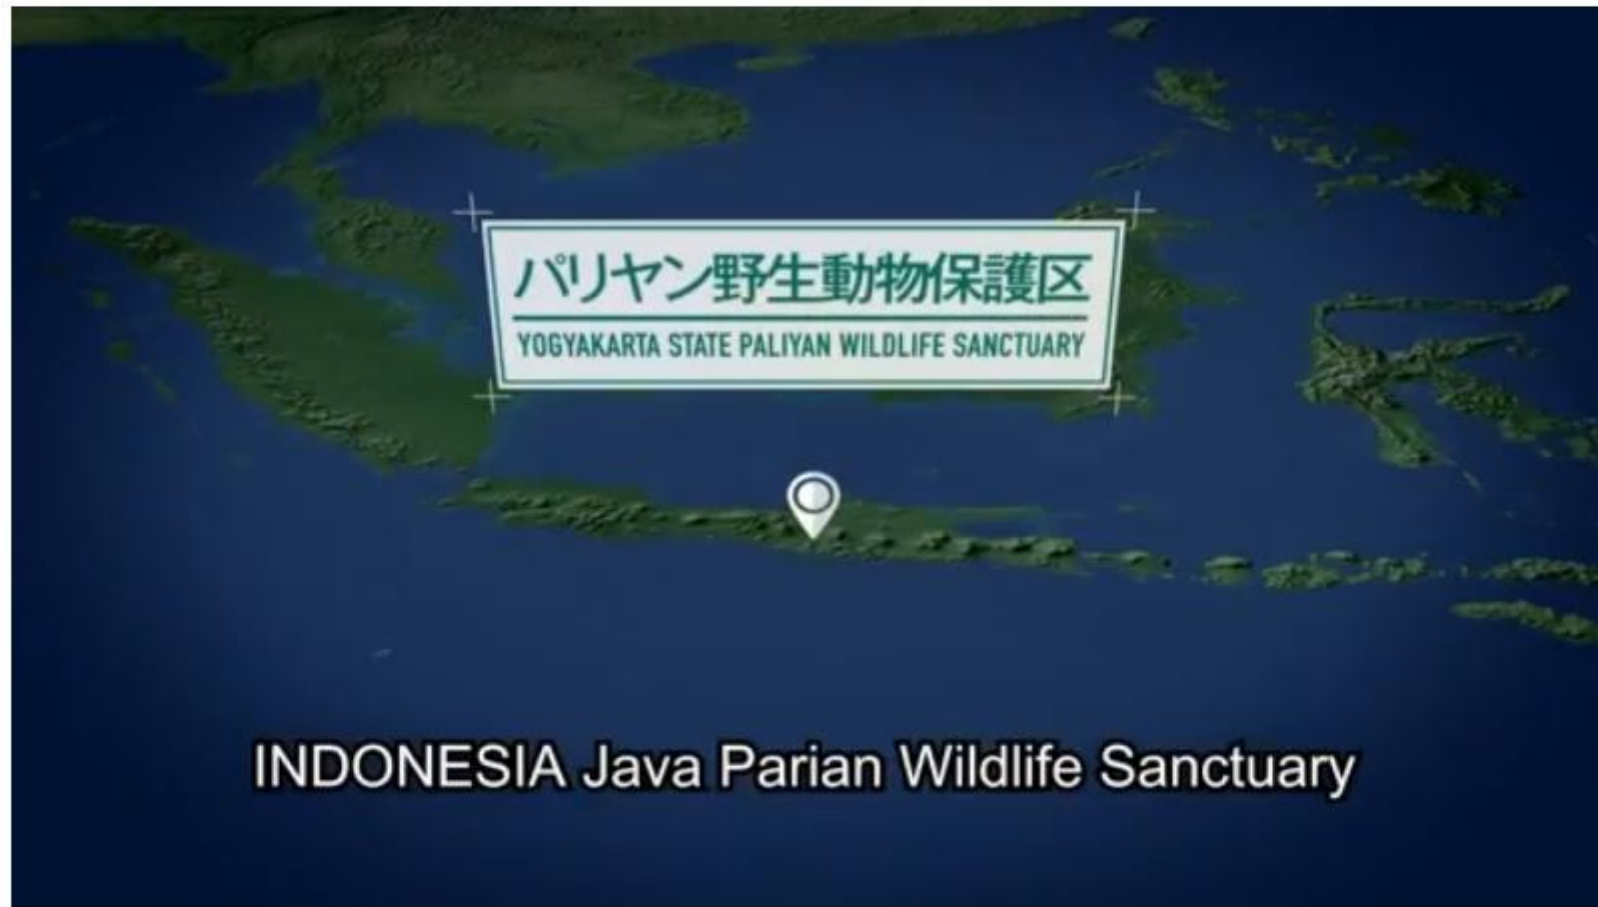 パリヤン野生動物保護区
YOGYAKARTA STATE PALIYAN WILDLIFE SANCTUARY
INDONESIA Java Parian Wildlife Sanctuary